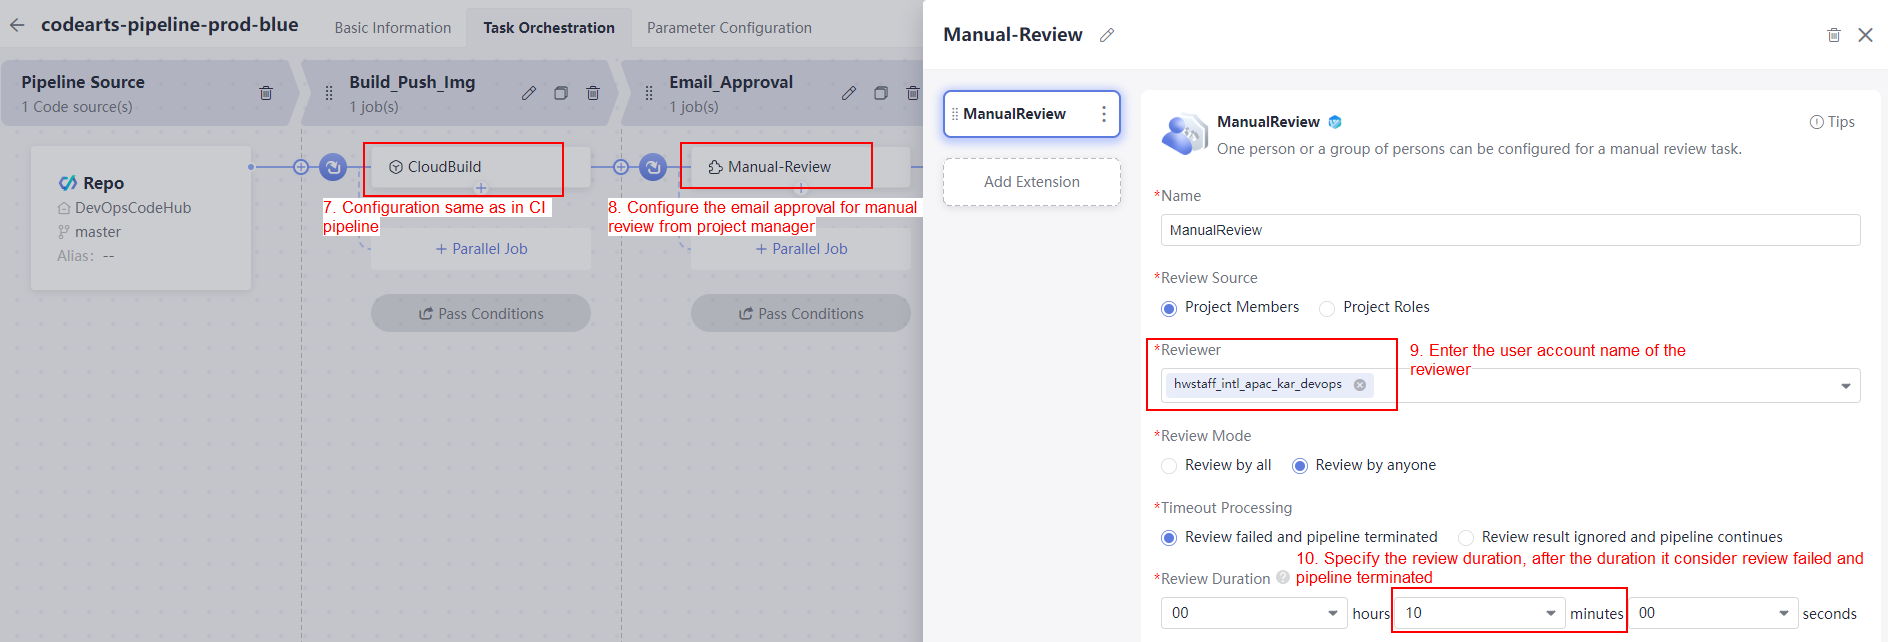 codearts-pipeline-prod-blue
Basic Information
Task Orchestration
Parameter Configuration
Pipeline Source
1 Code source(s)
Build_Push_Img
1 job(s)
Email_Approval
1 job(s)
Repo
DevOpsCodeHub
master
Alias: --
CloudBuild
7. Configuration same as in CI
pipeline
+ Parallel Job
Pass Conditions
Manual-Review
8. Configure the email approval for manual
review from project manager
+ Parallel Job
Pass Conditions
Manual-Review
ManualReview
Add Extension
ManualReview
Tips
One person or a group of persons can be configured for a manual review task.
*Name
ManualReview
*Review Source
Project Members
Project Roles
*Reviewer
hwstaff_intl_apac_kar_devops
9. Enter the user account name of the
reviewer
*Review Mode
Review by all
Review by anyone
*Timeout Processing
Review failed and pipeline terminated
Review result ignored and pipeline continues
10. Specify the review duration, after the duration it consider review failed and
pipeline terminated
*Review Duration
00 hours 10 minutes 00 seconds